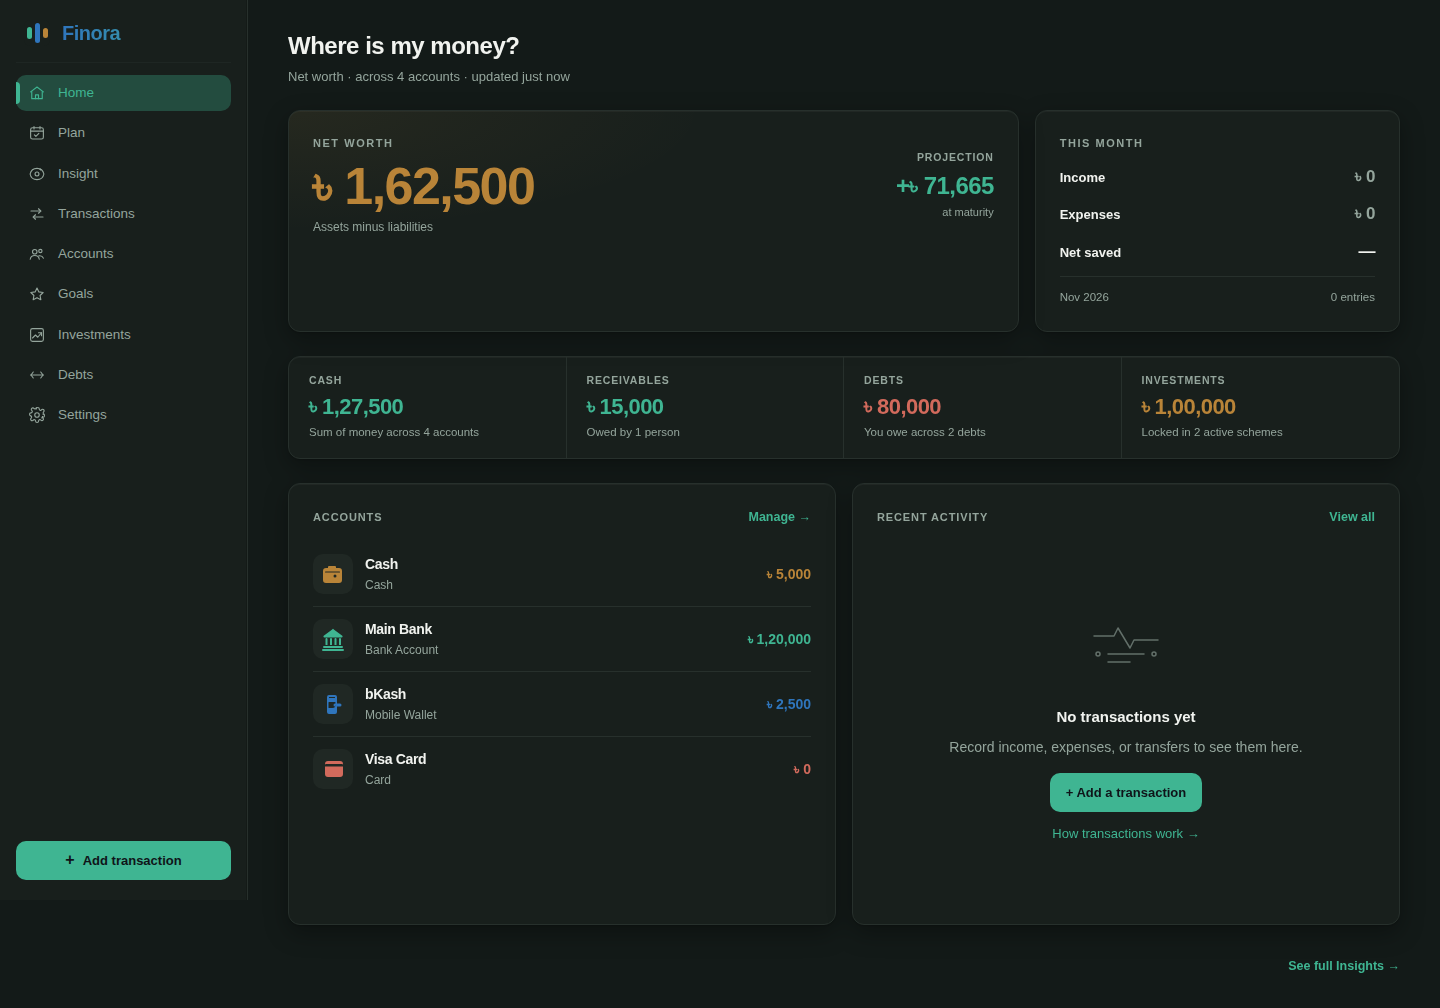 Finora
Home
Plan
Insight
Transactions
Accounts
Goals
Investments
Debts
Settings
+ Add transaction
Where is my money?
Net worth · across 4 accounts · updated just now
NET WORTH
৳ 1,62,500
Assets minus liabilities
PROJECTION
+৳ 71,665
at maturity
THIS MONTH
Income ৳ 0
Expenses ৳ 0
Net saved —
Nov 2026 0 entries
CASH
৳ 1,27,500
Sum of money across 4 accounts
RECEIVABLES
৳ 15,000
Owed by 1 person
DEBTS
৳ 80,000
You owe across 2 debts
INVESTMENTS
৳ 1,00,000
Locked in 2 active schemes
ACCOUNTS Manage →
Cash
Cash
৳ 5,000
Main Bank
Bank Account
৳ 1,20,000
bKash
Mobile Wallet
৳ 2,500
Visa Card
Card
৳ 0
RECENT ACTIVITY View all
No transactions yet
Record income, expenses, or transfers to see them here.
+ Add a transaction
How transactions work →
See full Insights →